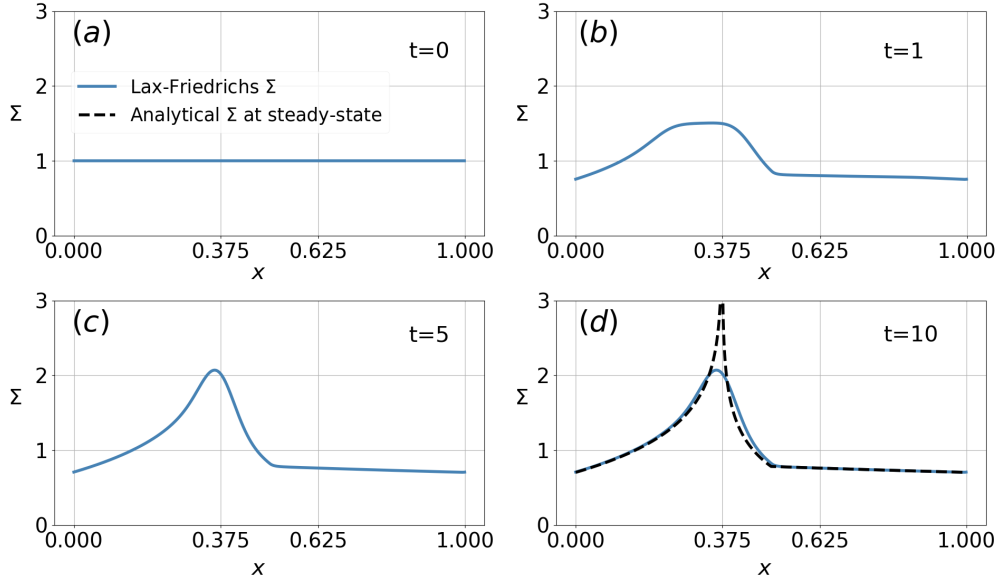 (a)
t=0
3
2
1
0
Σ
Lax-Friedrichs Σ
Analytical Σ at steady-state
0.000 0.375 0.625 1.000
x
(b)
t=1
3
2
1
0
Σ
0.000 0.375 0.625 1.000
x
(c)
t=5
3
2
1
0
Σ
0.000 0.375 0.625 1.000
x
(d)
t=10
3
2
1
0
Σ
0.000 0.375 0.625 1.000
x